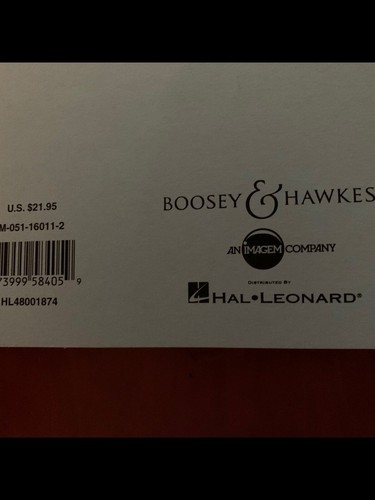 U.S. $21.95
M-051-16011-2
73999 58405 9
HL48001874
BOOSEY & HAWKES
AN IMAGEM COMPANY
DISTRIBUTED BY
HAL•LEONARD®